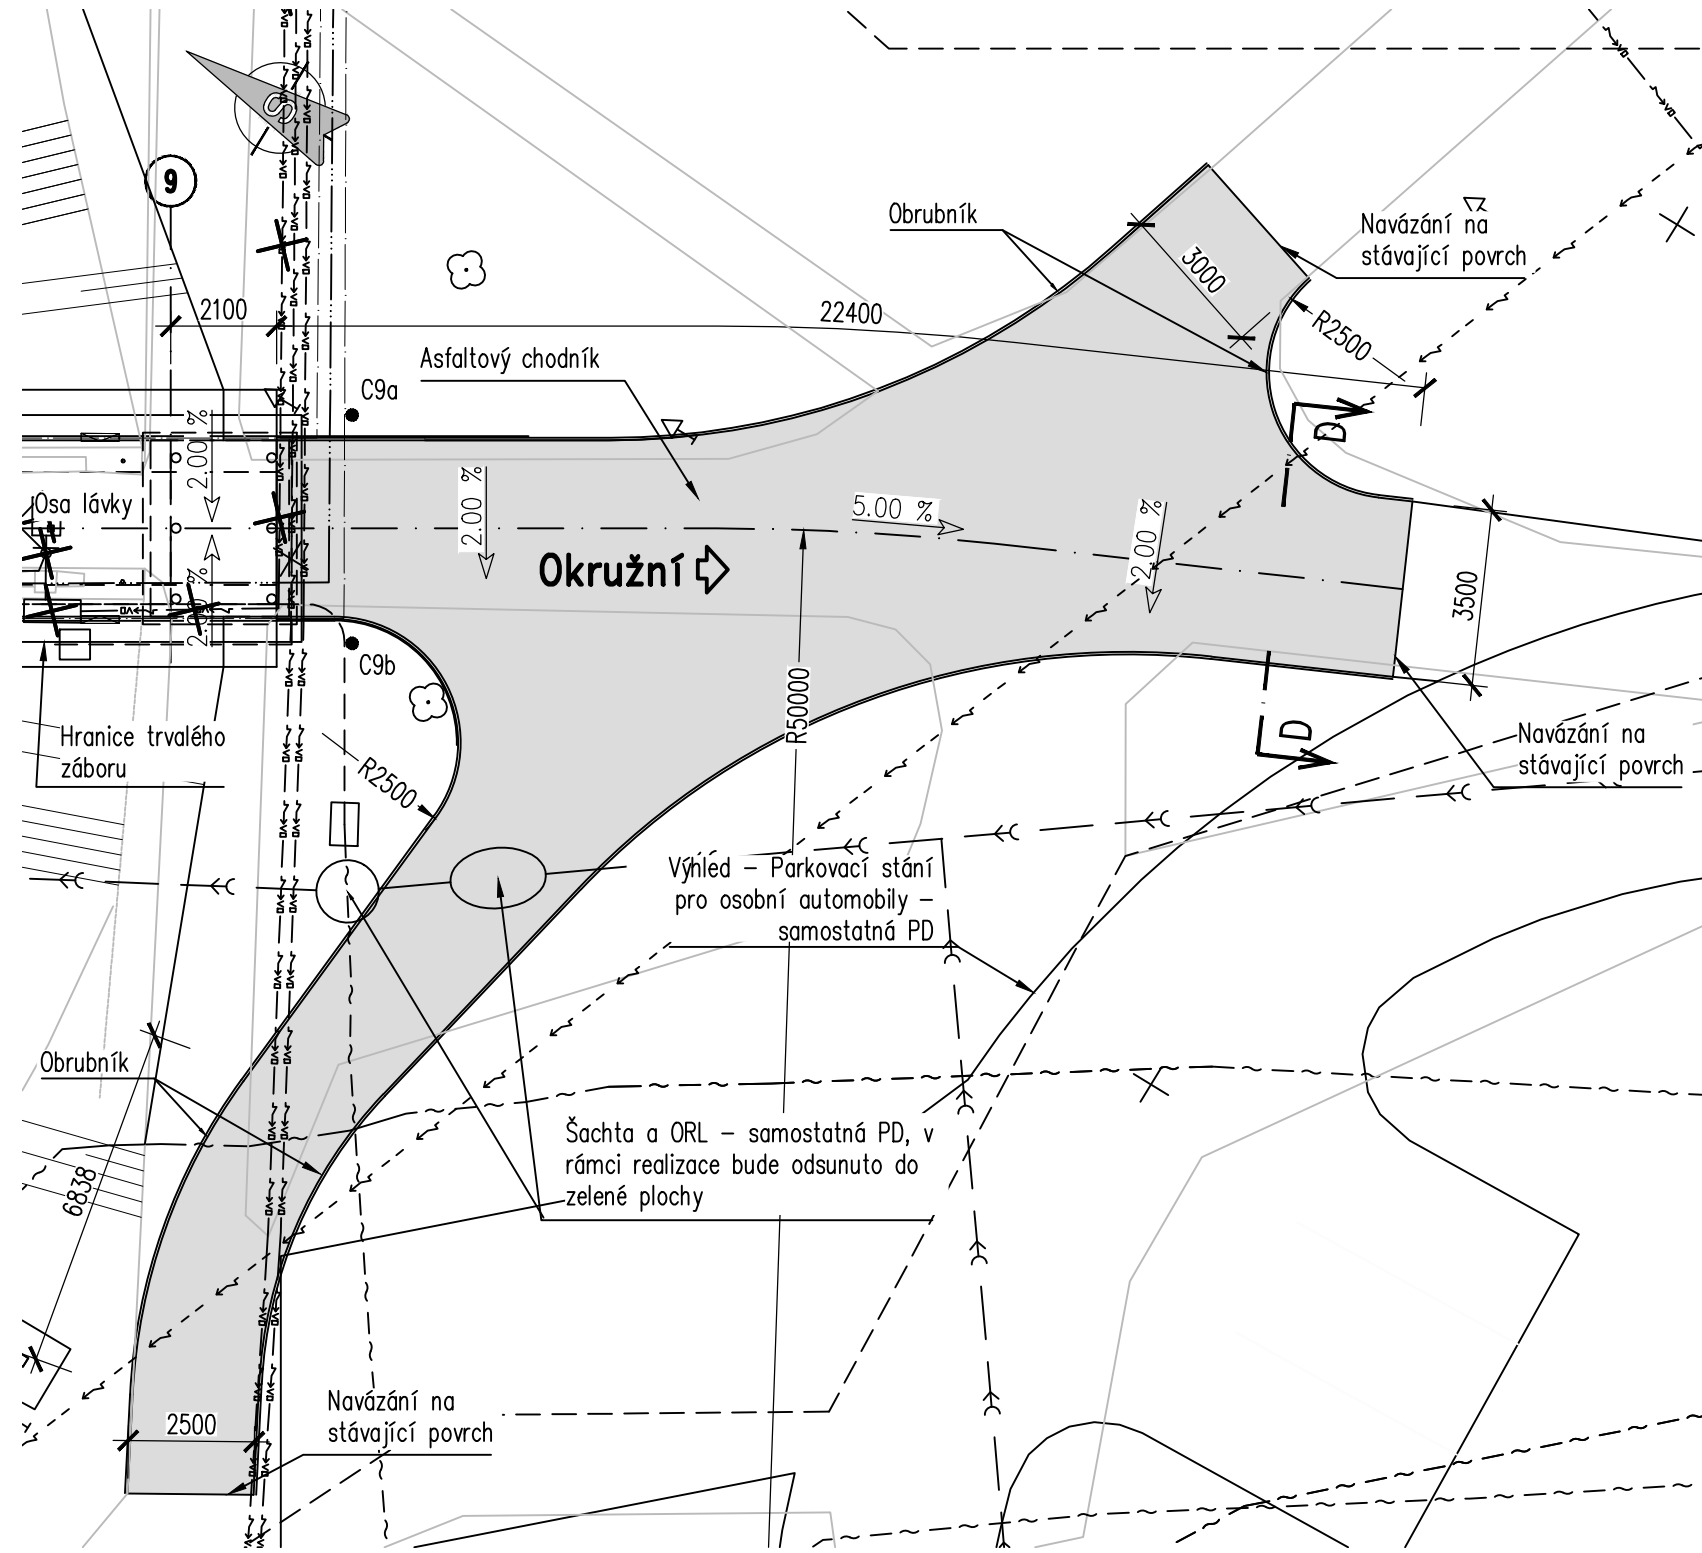 S
9
2100
22400
Obrubník
Navázání na
stávající povrch
3000
R2500
Asfaltový chodník
C9a
2.00 %
2.00 %
5.00 %
2.00 %
2.00 %
D
Osa lávky
Okružní
3500
C9b
R50000
D
Hranice trvalého
záboru
R2500
Navázání na
stávající povrch
Výhled – Parkovací stání
pro osobní automobily –
samostatná PD
Obrubník
Šachta a ORL – samostatná PD, v
rámci realizace bude odsunuto do
zelené plochy
6838
Navázání na
stávající povrch
2500